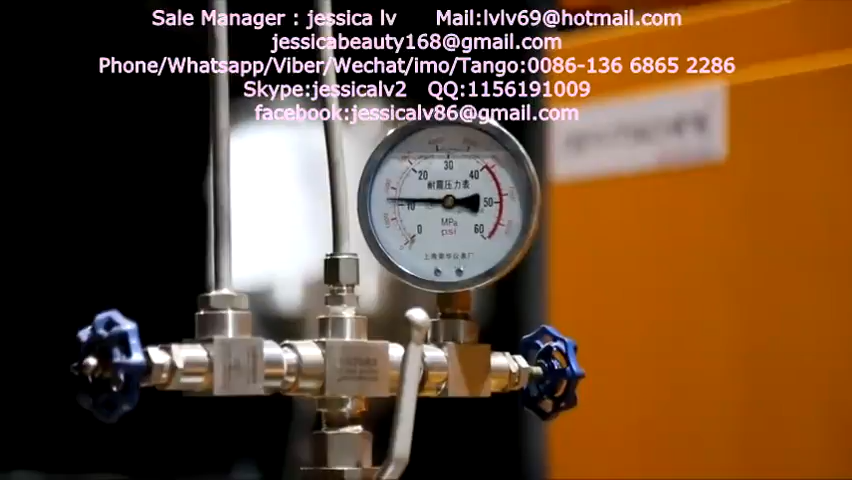 Sale Manager : jessica lv Mail:lvlv69@hotmail.com
jessicabeauty168@gmail.com
Phone/Whatsapp/Viber/Wechat/imo/Tango:0086-136 6865 2286
Skype:jessicalv2 QQ:1156191009
facebook:jessicalv86@gmail.com
30
20 40
耐震压力表
10 50
MPa
0 psi 60